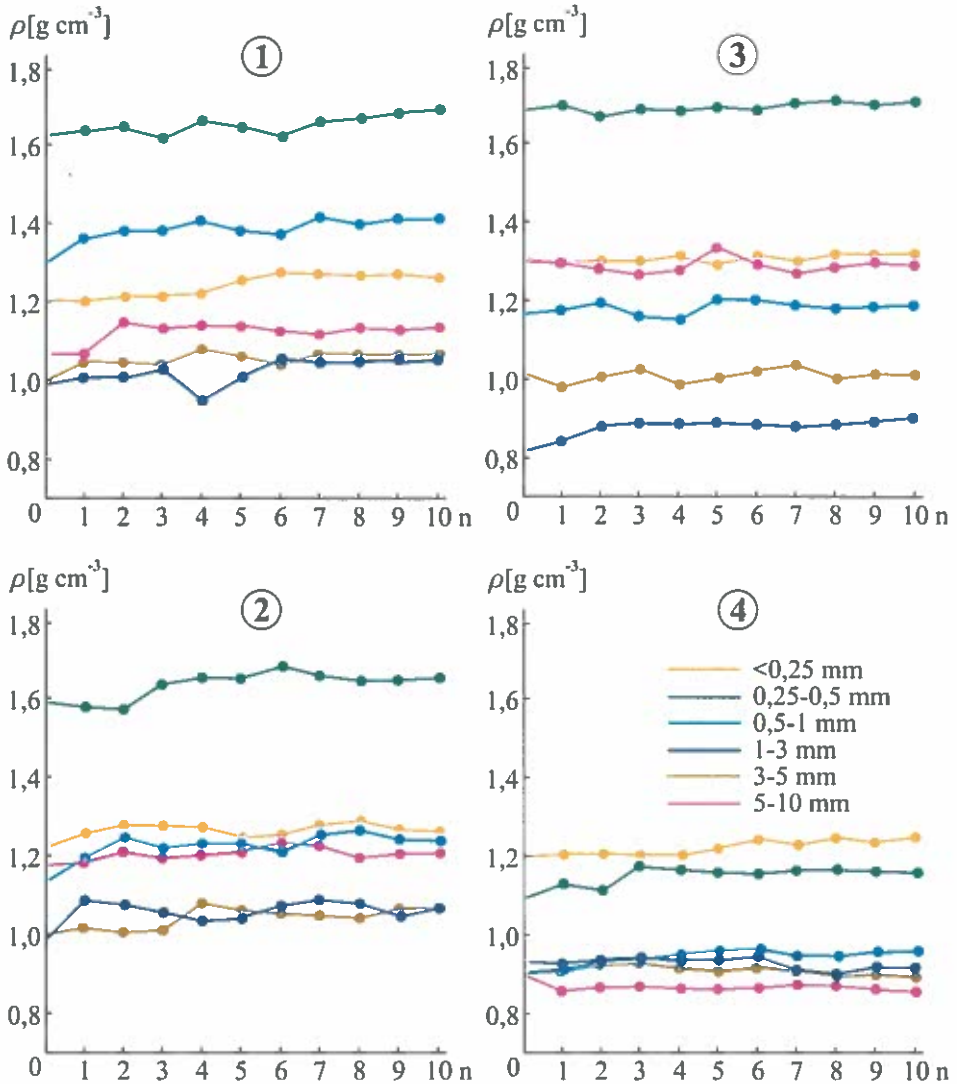 ρ[g cm⁻³]
①
1,8
1,6
1,4
1,2
1,0
0,8
0 1 2 3 4 5 6 7 8 9 10 n
ρ[g cm⁻³]
③
1,8
1,6
1,4
1,2
1,0
0,8
0 1 2 3 4 5 6 7 8 9 10 n
ρ[g cm⁻³]
②
1,8
1,6
1,4
1,2
1,0
0,8
0 1 2 3 4 5 6 7 8 9 10 n
ρ[g cm⁻³]
④
1,8
1,6
1,4
1,2
1,0
0,8
0 1 2 3 4 5 6 7 8 9 10 n
<0,25 mm
0,25-0,5 mm
0,5-1 mm
1-3 mm
3-5 mm
5-10 mm